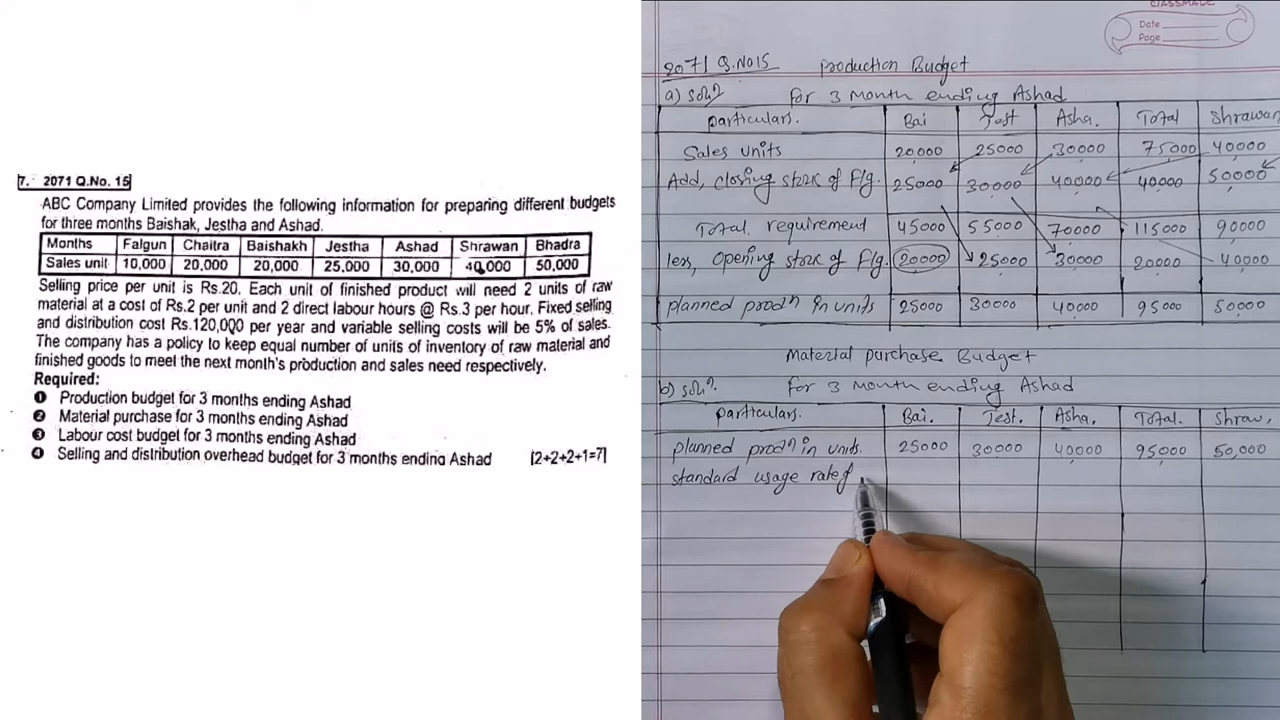 7. 2071 Q.No. 15
ABC Company Limited provides the following information for preparing different budgets
for three months Baishak, Jestha and Ashad.
Months Falgun Chaitra Baishakh Jestha Ashad Shrawan Bhadra
Sales unit 10,000 20,000 20,000 25,000 30,000 40,000 50,000
Selling price per unit is Rs.20. Each unit of finished product will need 2 units of raw
material at a cost of Rs.2 per unit and 2 direct labour hours @ Rs.3 per hour. Fixed selling
and distribution cost Rs.120,000 per year and variable selling costs will be 5% of sales.
The company has a policy to keep equal number of units of inventory of raw material and
finished goods to meet the next month's production and sales need respectively.
Required:
❶ Production budget for 3 months ending Ashad
❷ Material purchase for 3 months ending Ashad
❸ Labour cost budget for 3 months ending Ashad
❹ Selling and distribution overhead budget for 3 months ending Ashad [2+2+2+1=7]
CLASSMATE
Date
Page
2071 Q.NO15 Production Budget
a) soln For 3 Month ending Ashad
particulars. Bai Jest Asha. Total Shrawan
Sales units 20,000 25000 30000 75000 40000
Add, closing stock of F/g. 25000 30000 40000 40000 50000
Total requirement 45000 55000 70000 115000 90000
less, Opening stock of F/g. 20000 25000 30000 20000 40000
planned prodn in units 25000 30000 40000 95000 50000
Material purchase Budget
b) soln. For 3 Month ending Ashad
particulars. Bai. Jest. Asha. Total. Shraw.
planned prodn in units. 25000 30000 40000 95000 50,000
standard usage rate